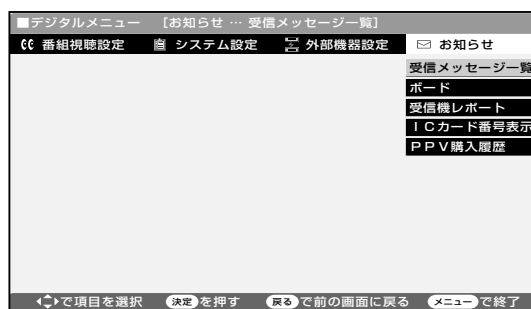 ■デジタルメニュー　[お知らせ … 受信メッセージ一覧]
番組視聴設定　システム設定　外部機器設定　お知らせ
受信メッセージ一覧
ボード
受信機レポート
ＩＣカード番号表示
ＰＰＶ購入履歴
で項目を選択　決定を押す　戻るで前の画面に戻る　メニューで終了